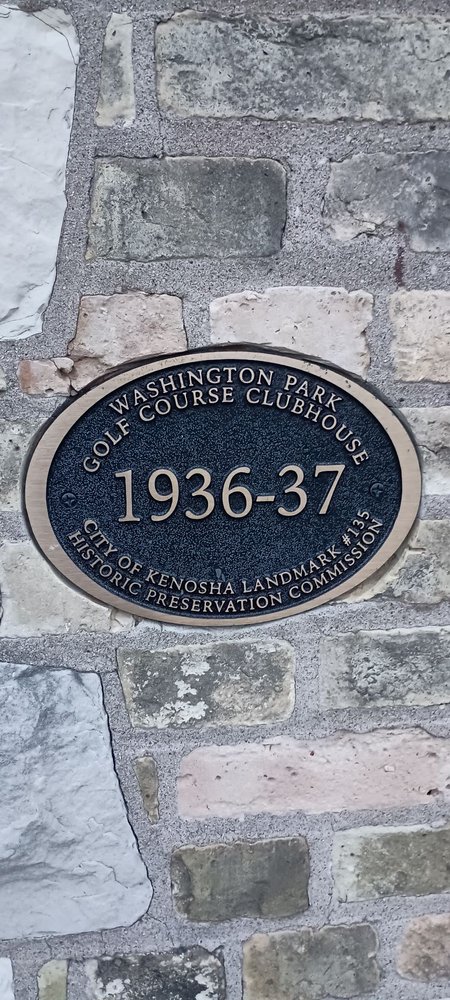 WASHINGTON PARK
GOLF COURSE CLUBHOUSE
1936-37
CITY OF KENOSHA LANDMARK #135
HISTORIC PRESERVATION COMMISSION